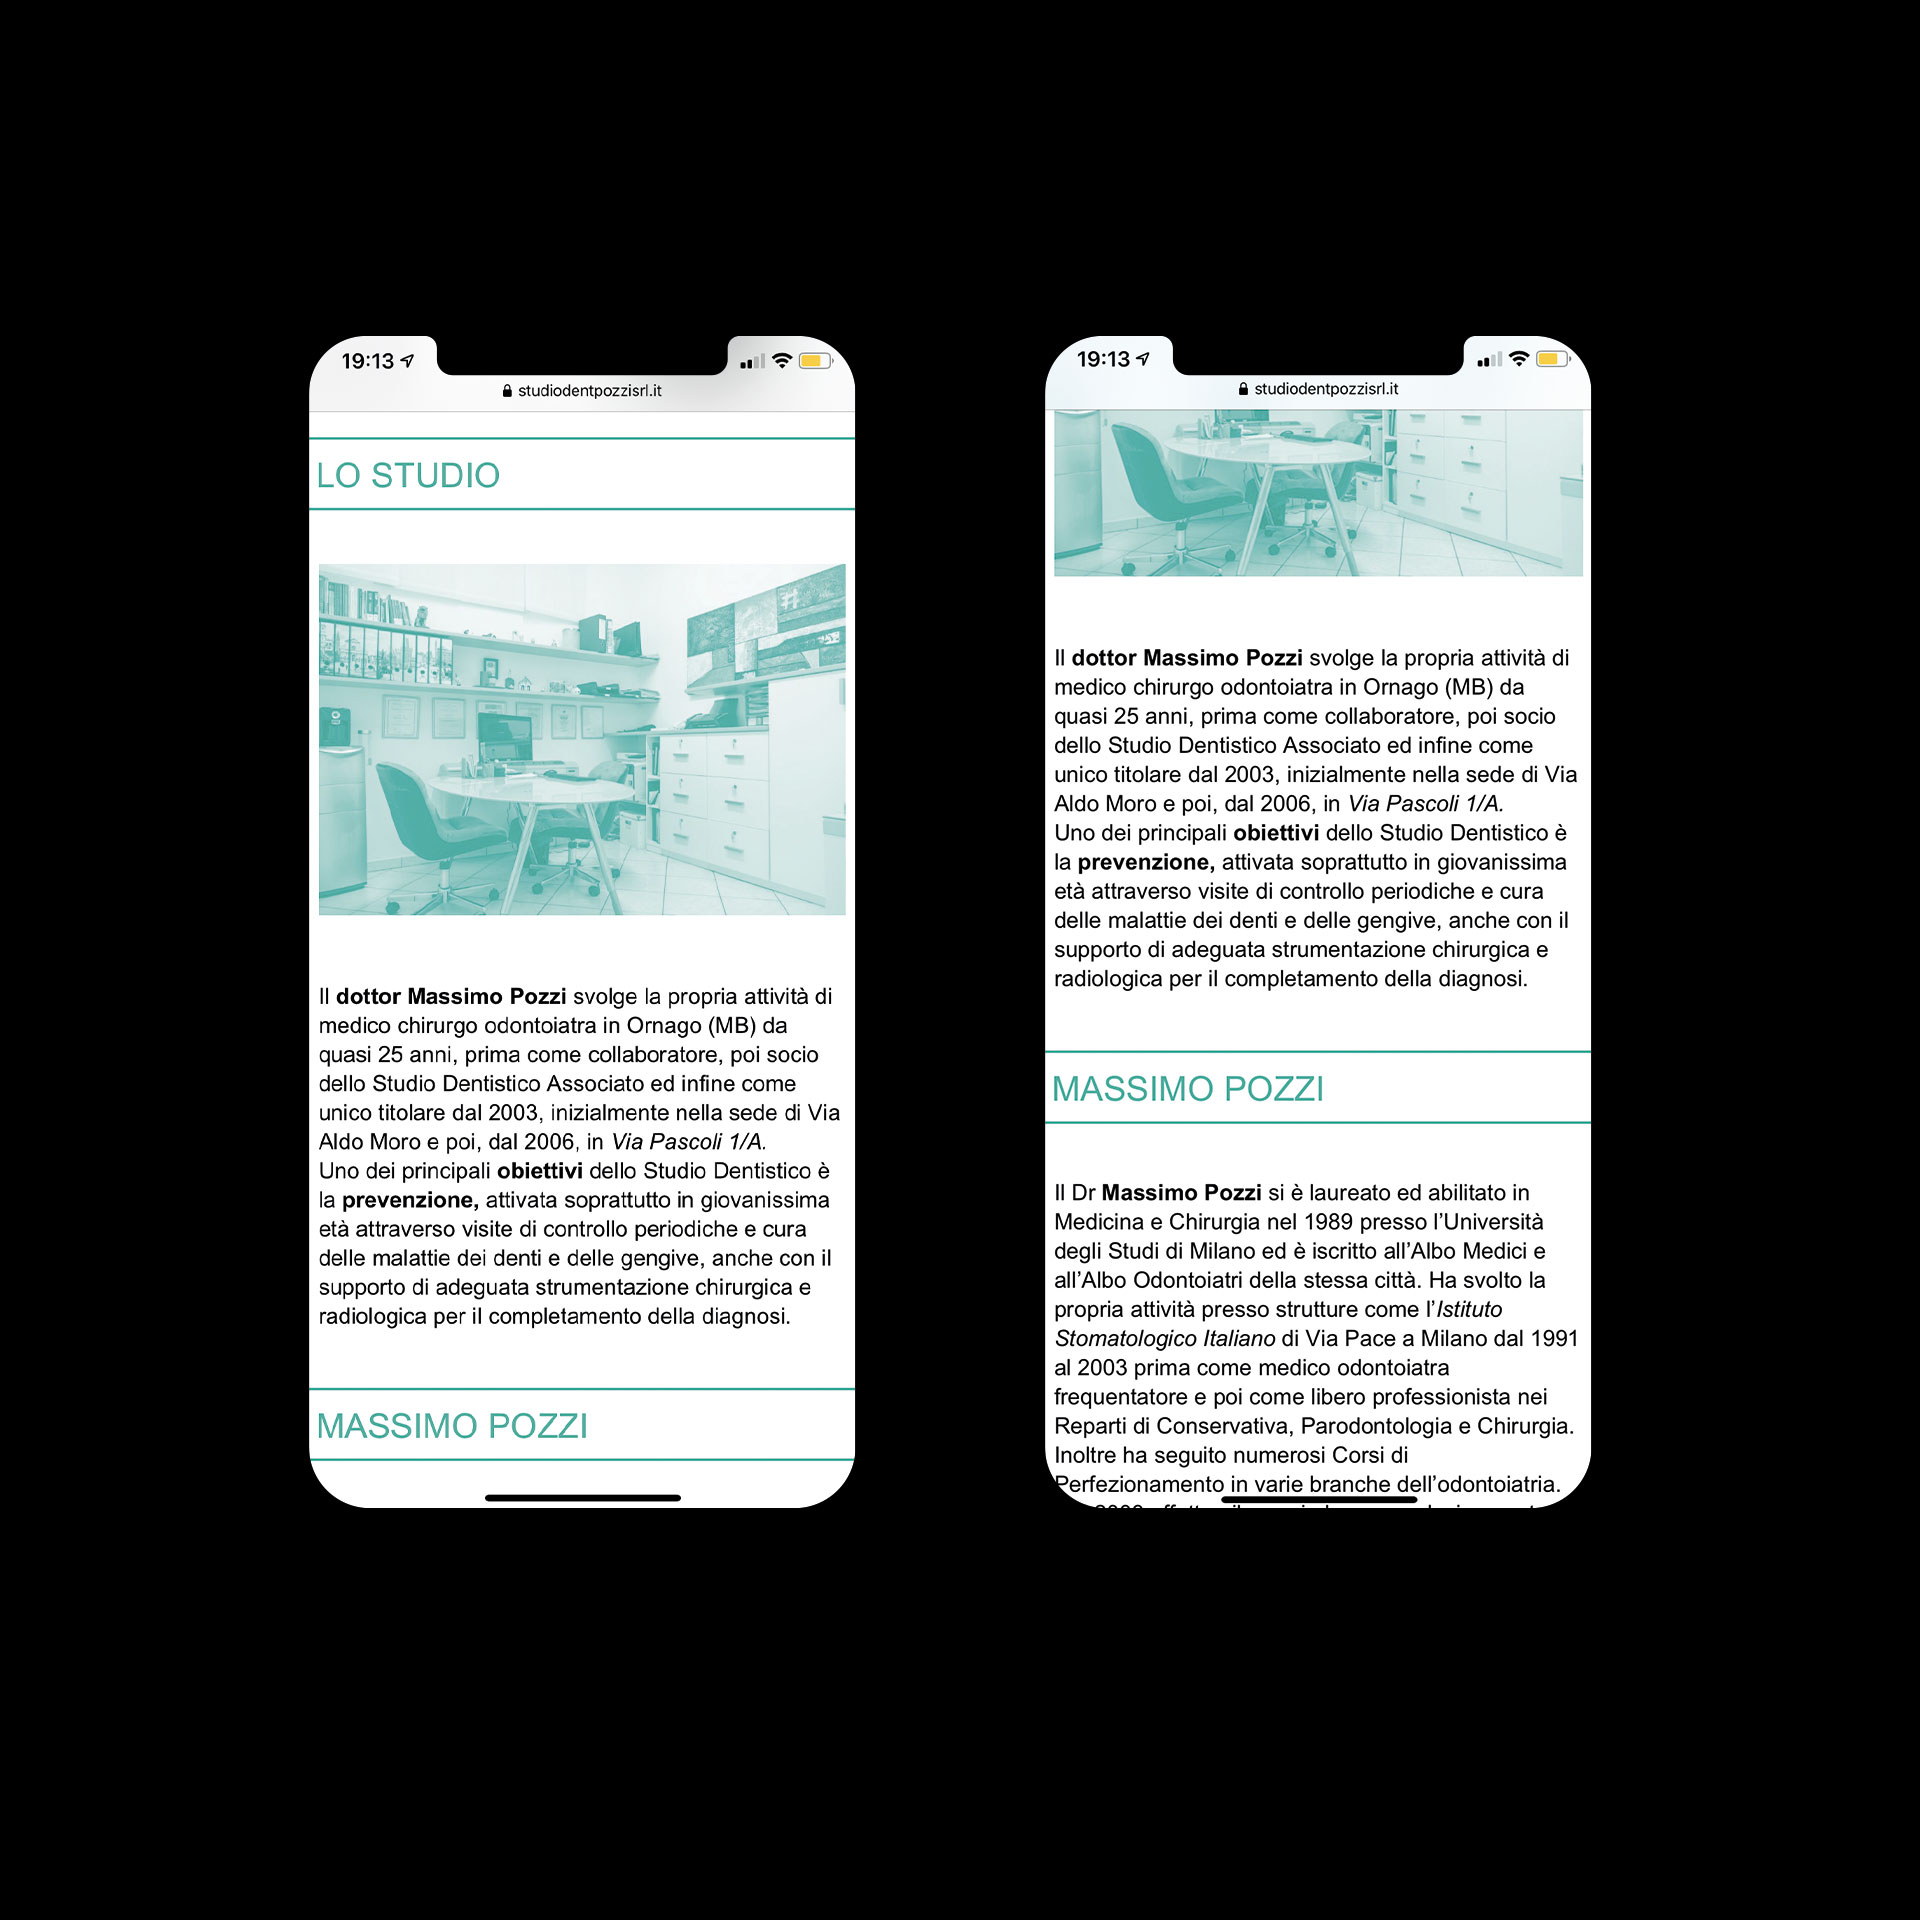 19:13
studiodentpozzisrl.it
LO STUDIO
Il dottor Massimo Pozzi svolge la propria attività di
medico chirurgo odontoiatra in Ornago (MB) da
quasi 25 anni, prima come collaboratore, poi socio
dello Studio Dentistico Associato ed infine come
unico titolare dal 2003, inizialmente nella sede di Via
Aldo Moro e poi, dal 2006, in Via Pascoli 1/A.
Uno dei principali obiettivi dello Studio Dentistico è
la prevenzione, attivata soprattutto in giovanissima
età attraverso visite di controllo periodiche e cura
delle malattie dei denti e delle gengive, anche con il
supporto di adeguata strumentazione chirurgica e
radiologica per il completamento della diagnosi.
MASSIMO POZZI
19:13
studiodentpozzisrl.it
Il dottor Massimo Pozzi svolge la propria attività di
medico chirurgo odontoiatra in Ornago (MB) da
quasi 25 anni, prima come collaboratore, poi socio
dello Studio Dentistico Associato ed infine come
unico titolare dal 2003, inizialmente nella sede di Via
Aldo Moro e poi, dal 2006, in Via Pascoli 1/A.
Uno dei principali obiettivi dello Studio Dentistico è
la prevenzione, attivata soprattutto in giovanissima
età attraverso visite di controllo periodiche e cura
delle malattie dei denti e delle gengive, anche con il
supporto di adeguata strumentazione chirurgica e
radiologica per il completamento della diagnosi.
MASSIMO POZZI
Il Dr Massimo Pozzi si è laureato ed abilitato in
Medicina e Chirurgia nel 1989 presso l’Università
degli Studi di Milano ed è iscritto all’Albo Medici e
all’Albo Odontoiatri della stessa città. Ha svolto la
propria attività presso strutture come l’Istituto
Stomatologico Italiano di Via Pace a Milano dal 1991
al 2003 prima come medico odontoiatra
frequentatore e poi come libero professionista nei
Reparti di Conservativa, Parodontologia e Chirurgia.
Inoltre ha seguito numerosi Corsi di
Perfezionamento in varie branche dell’odontoiatria.